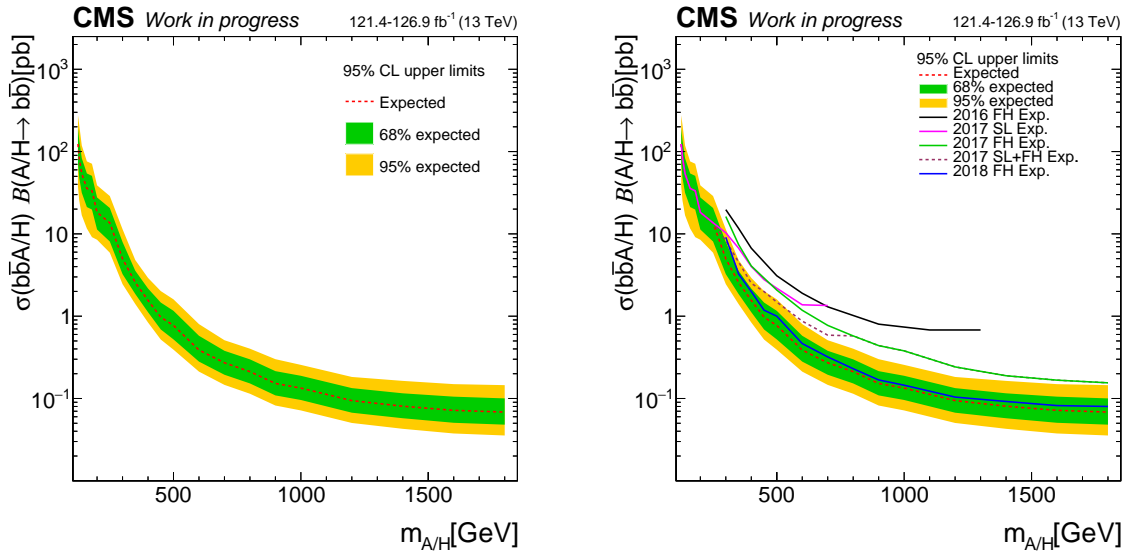 CMS Work in progress 121.4-126.9 fb⁻¹ (13 TeV)
95% CL upper limits
Expected
68% expected
95% expected
10³
10²
10
1
10⁻¹
σ(bb̅A/H) B(A/H→ bb̅)[pb]
500 1000 1500
m_A/H[GeV]
CMS Work in progress 121.4-126.9 fb⁻¹ (13 TeV)
95% CL upper limits
Expected
68% expected
95% expected
2016 FH Exp.
2017 SL Exp.
2017 FH Exp.
2017 SL+FH Exp.
2018 FH Exp.
10³
10²
10
1
10⁻¹
σ(bb̅A/H) B(A/H→ bb̅)[pb]
500 1000 1500
m_A/H[GeV]